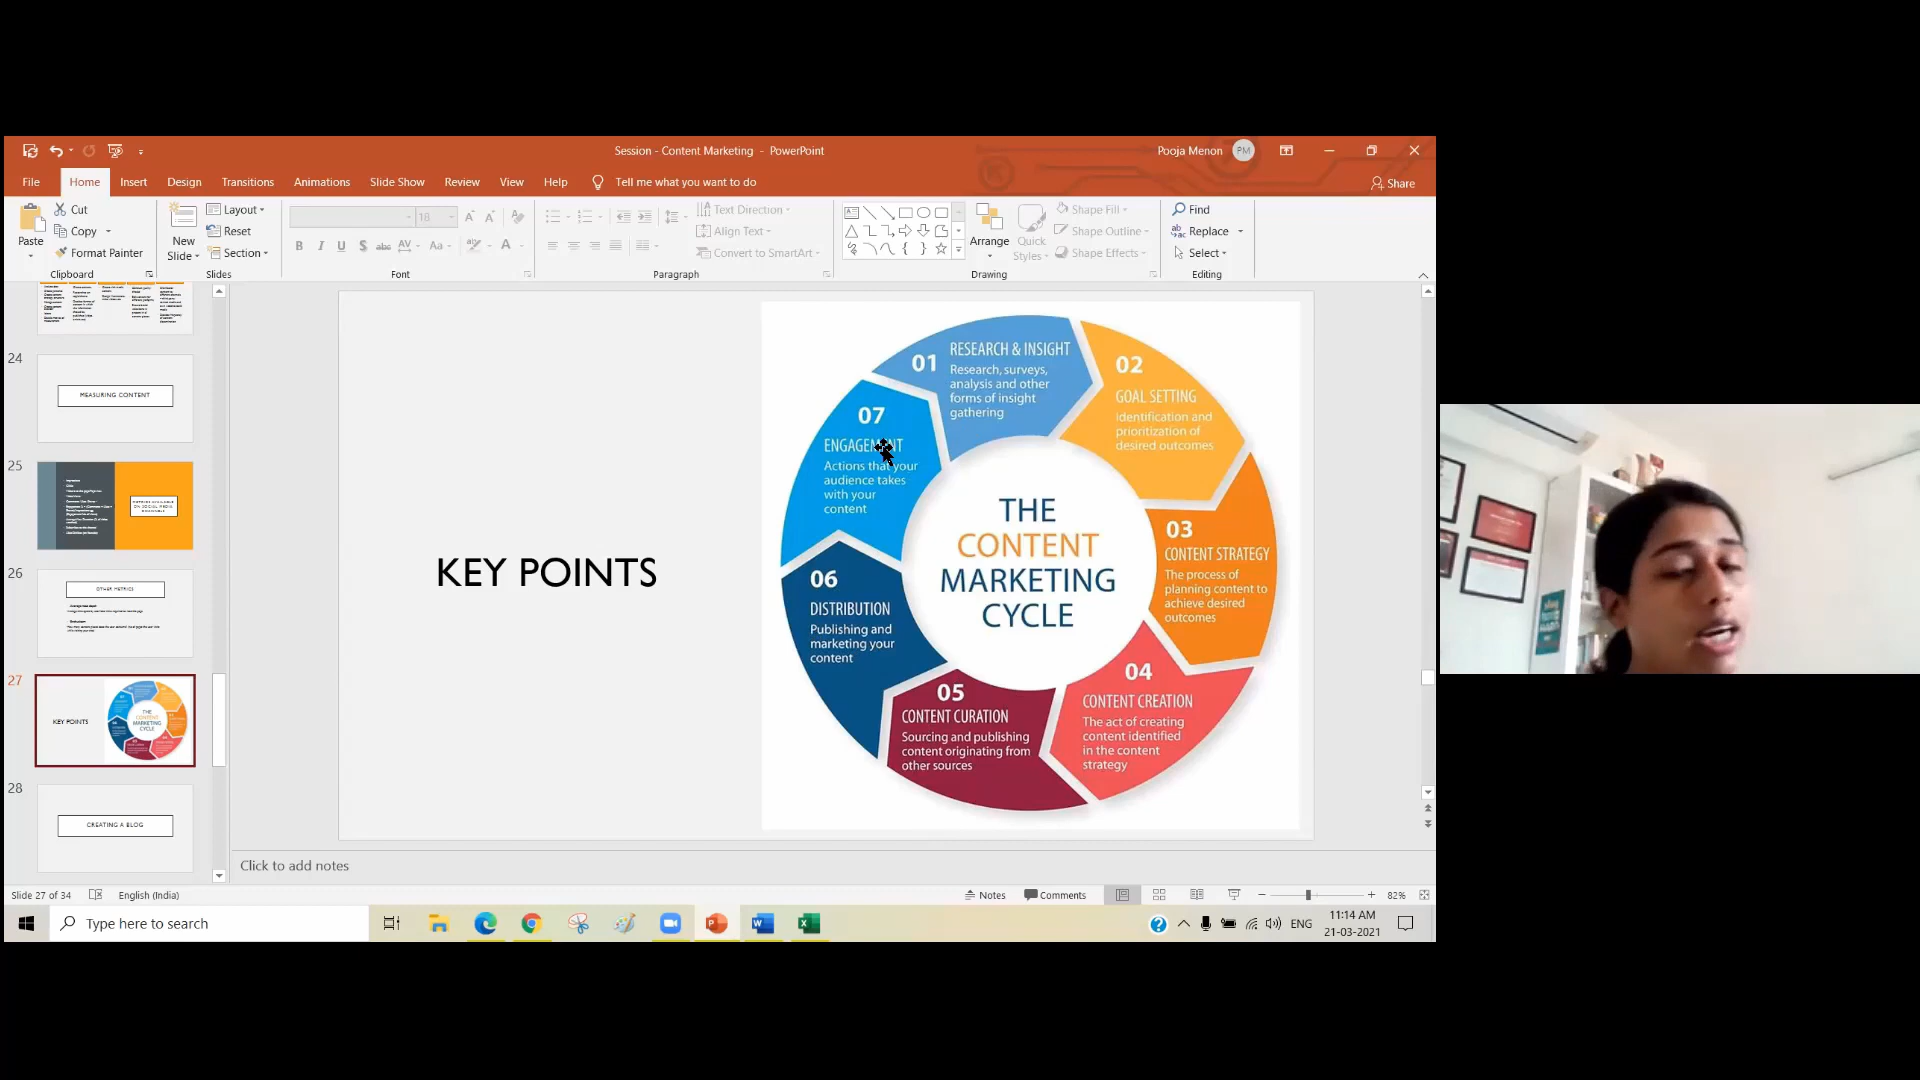 Session - Content Marketing - PowerPoint
Pooja Menon
PM
File
Home
Insert
Design
Transitions
Animations
Slide Show
Review
View
Help
Tell me what you want to do
Share
Paste
Cut
Copy
Format Painter
Clipboard
New
Slide
Layout
Reset
Section
Slides
18
Font
Text Direction
Align Text
Convert to SmartArt
Paragraph
Arrange
Quick
Styles
Shape Fill
Shape Outline
Shape Effects
Drawing
Find
Replace
Select
Editing
24
MEASURING CONTENT
25
26
OTHER METRICS
27
KEY POINTS
THE
CONTENT
MARKETING
CYCLE
28
CREATING A BLOG
KEY POINTS
THE
CONTENT
MARKETING
CYCLE
01
RESEARCH & INSIGHT
Research, surveys,
analysis and other
forms of insight
gathering
02
GOAL SETTING
Identification and
prioritization of
desired outcomes
03
CONTENT STRATEGY
The process of
planning content to
achieve desired
outcomes
04
CONTENT CREATION
The act of creating
content identified
in the content
strategy
05
CONTENT CURATION
Sourcing and publishing
content originating from
other sources
06
DISTRIBUTION
Publishing and
marketing your
content
07
ENGAGEMENT
Actions that your
audience takes
with your
content
Click to add notes
Slide 27 of 34
English (India)
Notes
Comments
82%
Type here to search
ENG
11:14 AM
21-03-2021